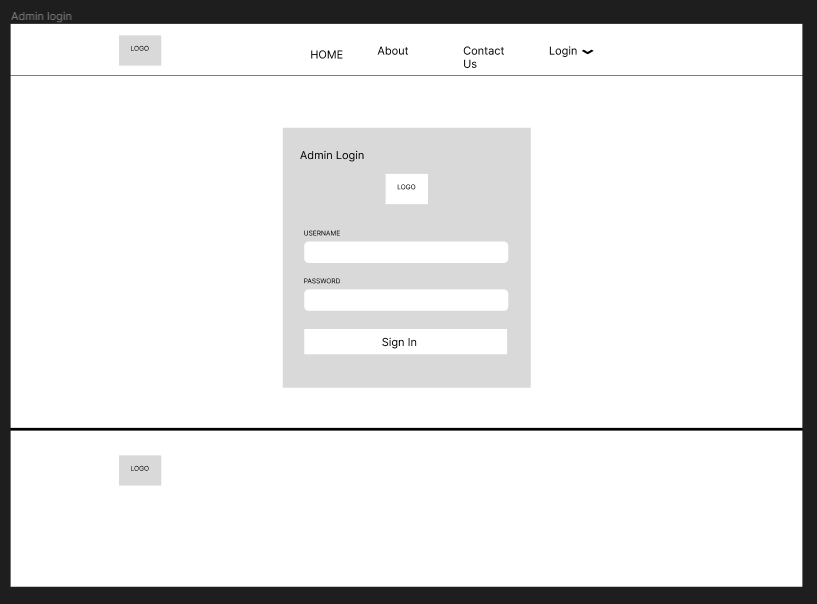 Admin login
LOGO
HOME
About
Contact
Us
Login
Admin Login
LOGO
USERNAME
PASSWORD
Sign In
LOGO